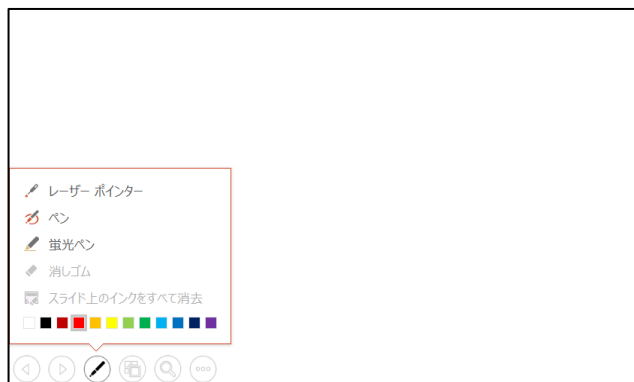 レーザー ポインター
ペン
蛍光ペン
消しゴム
スライド上のインクをすべて消去